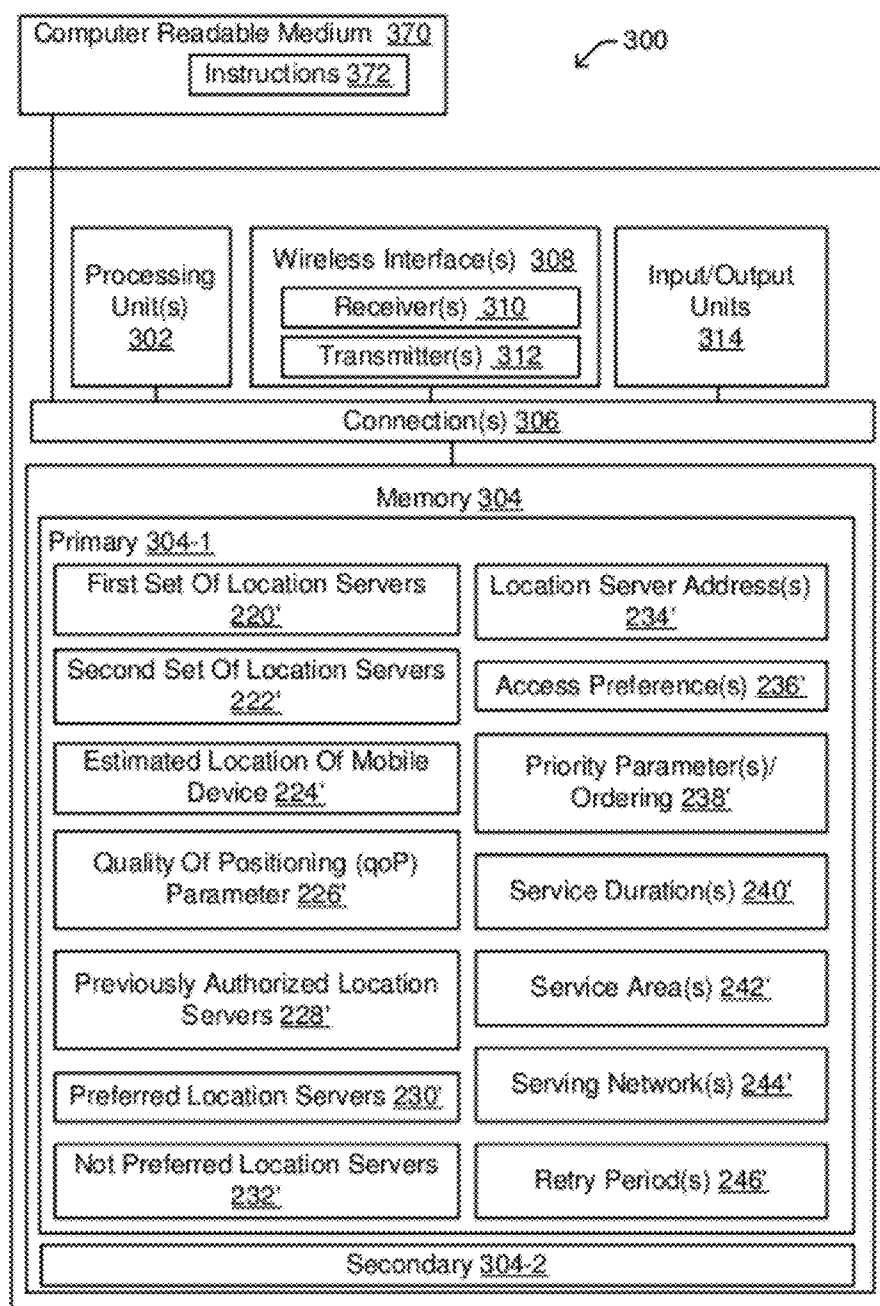 Computer Readable Medium 370
Instructions 372
300
Processing
Unit(s)
302
Wireless Interface(s) 308
Receiver(s) 310
Transmitter(s) 312
Input/Output
Units
314
Connection(s) 306
Memory 304
Primary 304-1
First Set Of Location Servers
220'
Second Set Of Location Servers
222'
Estimated Location Of Mobile
Device 224'
Quality Of Positioning (qoP)
Parameter 226'
Previously Authorized Location
Servers 228'
Preferred Location Servers 230'
Not Preferred Location Servers
232'
Location Server Address(s)
234'
Access Preference(s) 236'
Priority Parameter(s)/
Ordering 238'
Service Duration(s) 240'
Service Area(s) 242'
Serving Network(s) 244'
Retry Period(s) 246'
Secondary 304-2